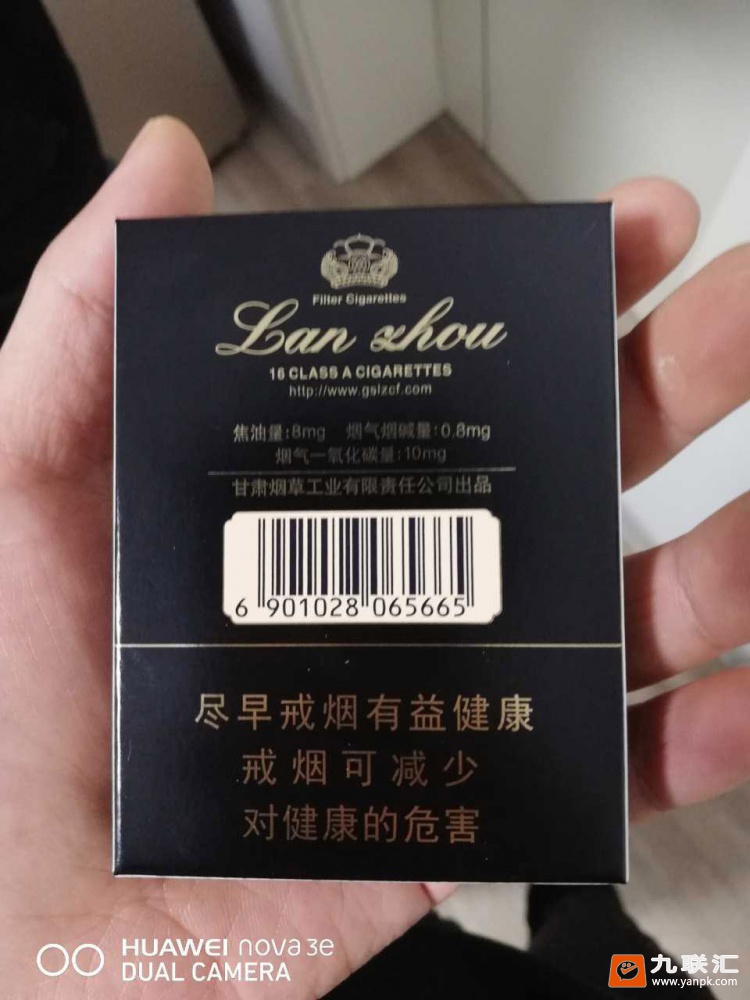 Filter Cigarettes
Lan zhou
16 CLASS A CIGARETTES
http://www.gslzcf.com
焦油量:8mg 烟气烟碱量:0.8mg
烟气一氧化碳量:10mg
甘肃烟草工业有限责任公司出品
6 901028 065665
尽早戒烟有益健康
戒烟可减少
对健康的危害
HUAWEI nova 3e
DUAL CAMERA
九联汇
www.yanpk.com